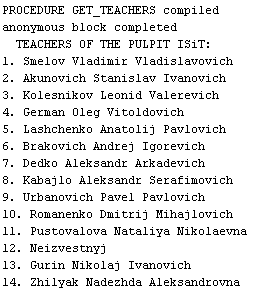 PROCEDURE GET_TEACHERS compiled
anonymous block completed
TEACHERS OF THE PULPIT ISiT:
1. Smelov Vladimir Vladislavovich
2. Akunovich Stanislav Ivanovich
3. Kolesnikov Leonid Valerevich
4. German Oleg Vitoldovich
5. Lashchenko Anatolij Pavlovich
6. Brakovich Andrej Igorevich
7. Dedko Aleksandr Arkadevich
8. Kabajlo Aleksandr Serafimovich
9. Urbanovich Pavel Pavlovich
10. Romanenko Dmitrij Mihajlovich
11. Pustovalova Nataliya Nikolaevna
12. Neizvestnyj
13. Gurin Nikolaj Ivanovich
14. Zhilyak Nadezhda Aleksandrovna